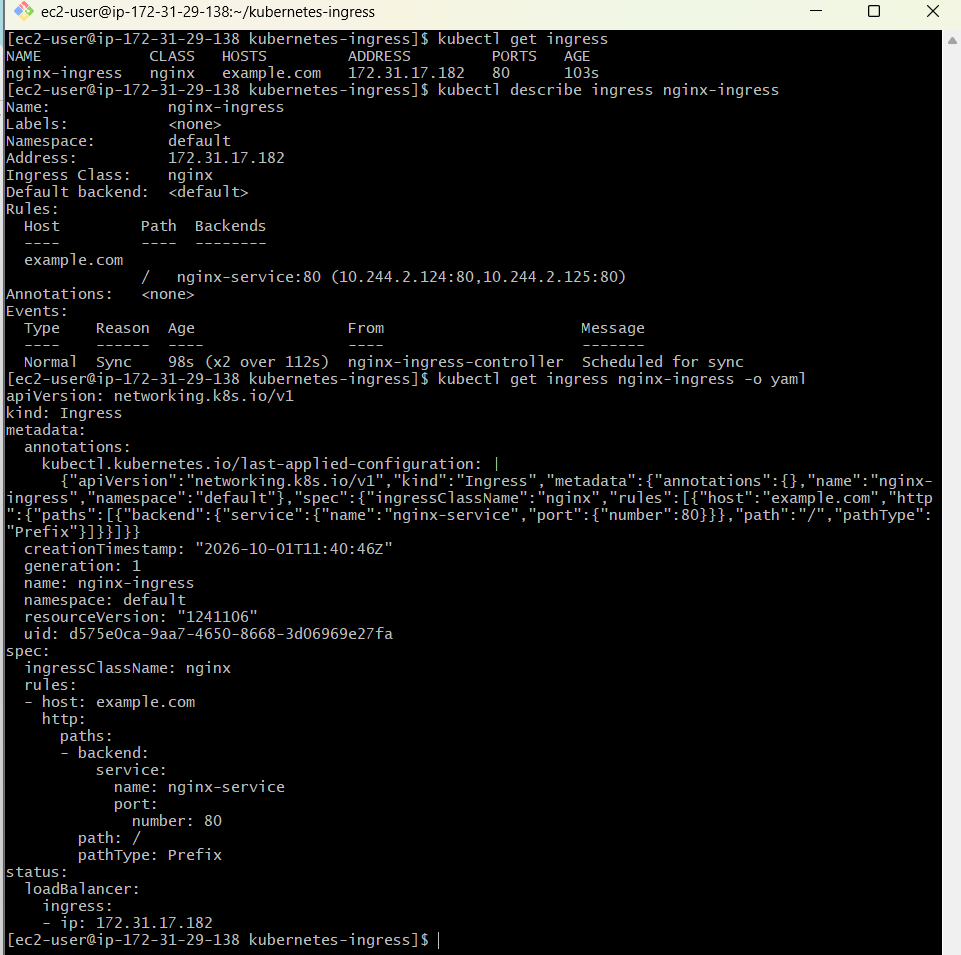 ec2-user@ip-172-31-29-138:~/kubernetes-ingress
[ec2-user@ip-172-31-29-138 kubernetes-ingress]$ kubectl get ingress
NAME            CLASS   HOSTS         ADDRESS         PORTS   AGE
nginx-ingress   nginx   example.com   172.31.17.182   80      103s
[ec2-user@ip-172-31-29-138 kubernetes-ingress]$ kubectl describe ingress nginx-ingress
Name:             nginx-ingress
Labels:           <none>
Namespace:        default
Address:          172.31.17.182
Ingress Class:    nginx
Default backend:  <default>
Rules:
  Host         Path  Backends
  ----         ----  --------
  example.com
               /   nginx-service:80 (10.244.2.124:80,10.244.2.125:80)
Annotations:   <none>
Events:
  Type    Reason  Age                 From                      Message
  ----    ------  ----                ----                      -------
  Normal  Sync    98s (x2 over 112s)  nginx-ingress-controller  Scheduled for sync
[ec2-user@ip-172-31-29-138 kubernetes-ingress]$ kubectl get ingress nginx-ingress -o yaml
apiVersion: networking.k8s.io/v1
kind: Ingress
metadata:
  annotations:
    kubectl.kubernetes.io/last-applied-configuration: |
      {"apiVersion":"networking.k8s.io/v1","kind":"Ingress","metadata":{"annotations":{},"name":"nginx-
ingress","namespace":"default"},"spec":{"ingressClassName":"nginx","rules":[{"host":"example.com","http
":{"paths":[{"backend":{"service":{"name":"nginx-service","port":{"number":80}}},"path":"/","pathType":
"Prefix"}]}}]}}
  creationTimestamp: "2026-10-01T11:40:46Z"
  generation: 1
  name: nginx-ingress
  namespace: default
  resourceVersion: "1241106"
  uid: d575e0ca-9aa7-4650-8668-3d06969e27fa
spec:
  ingressClassName: nginx
  rules:
  - host: example.com
    http:
      paths:
      - backend:
          service:
            name: nginx-service
            port:
              number: 80
        path: /
        pathType: Prefix
status:
  loadBalancer:
    ingress:
    - ip: 172.31.17.182
[ec2-user@ip-172-31-29-138 kubernetes-ingress]$